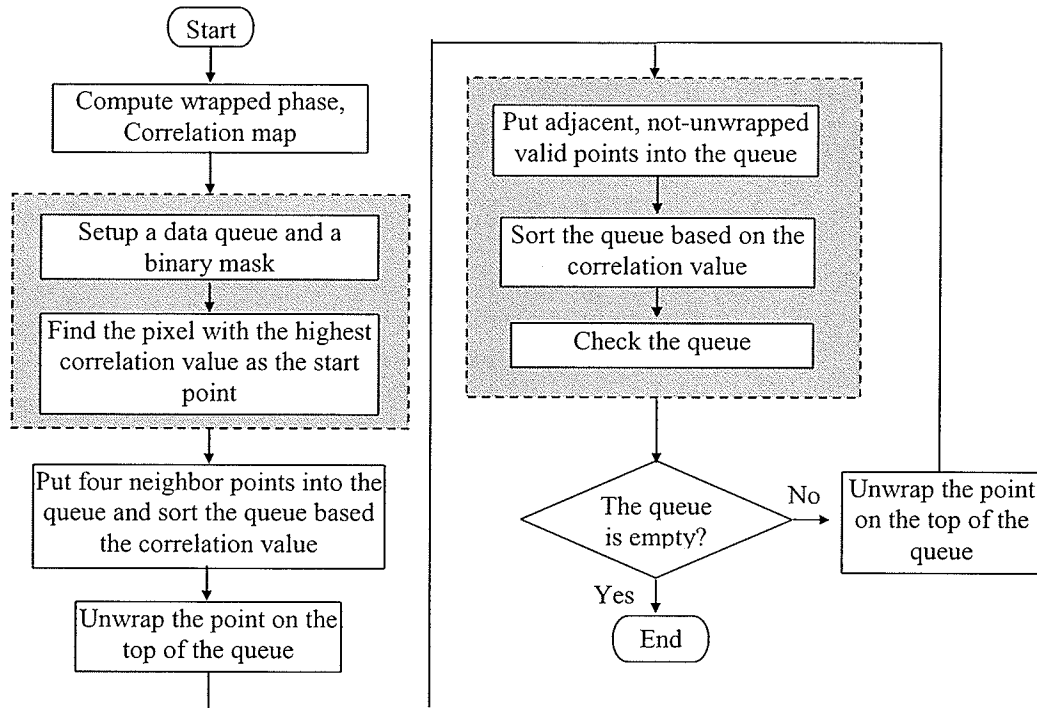 Start
Compute wrapped phase,
Correlation map
Setup a data queue and a
binary mask
Find the pixel with the highest
correlation value as the start
point
Put four neighbor points into the
queue and sort the queue based
the correlation value
Unwrap the point on the
top of the queue
Put adjacent, not-unwrapped
valid points into the queue
Sort the queue based on the
correlation value
Check the queue
The queue
is empty?
No
Unwrap the point
on the top of the
queue
Yes
End